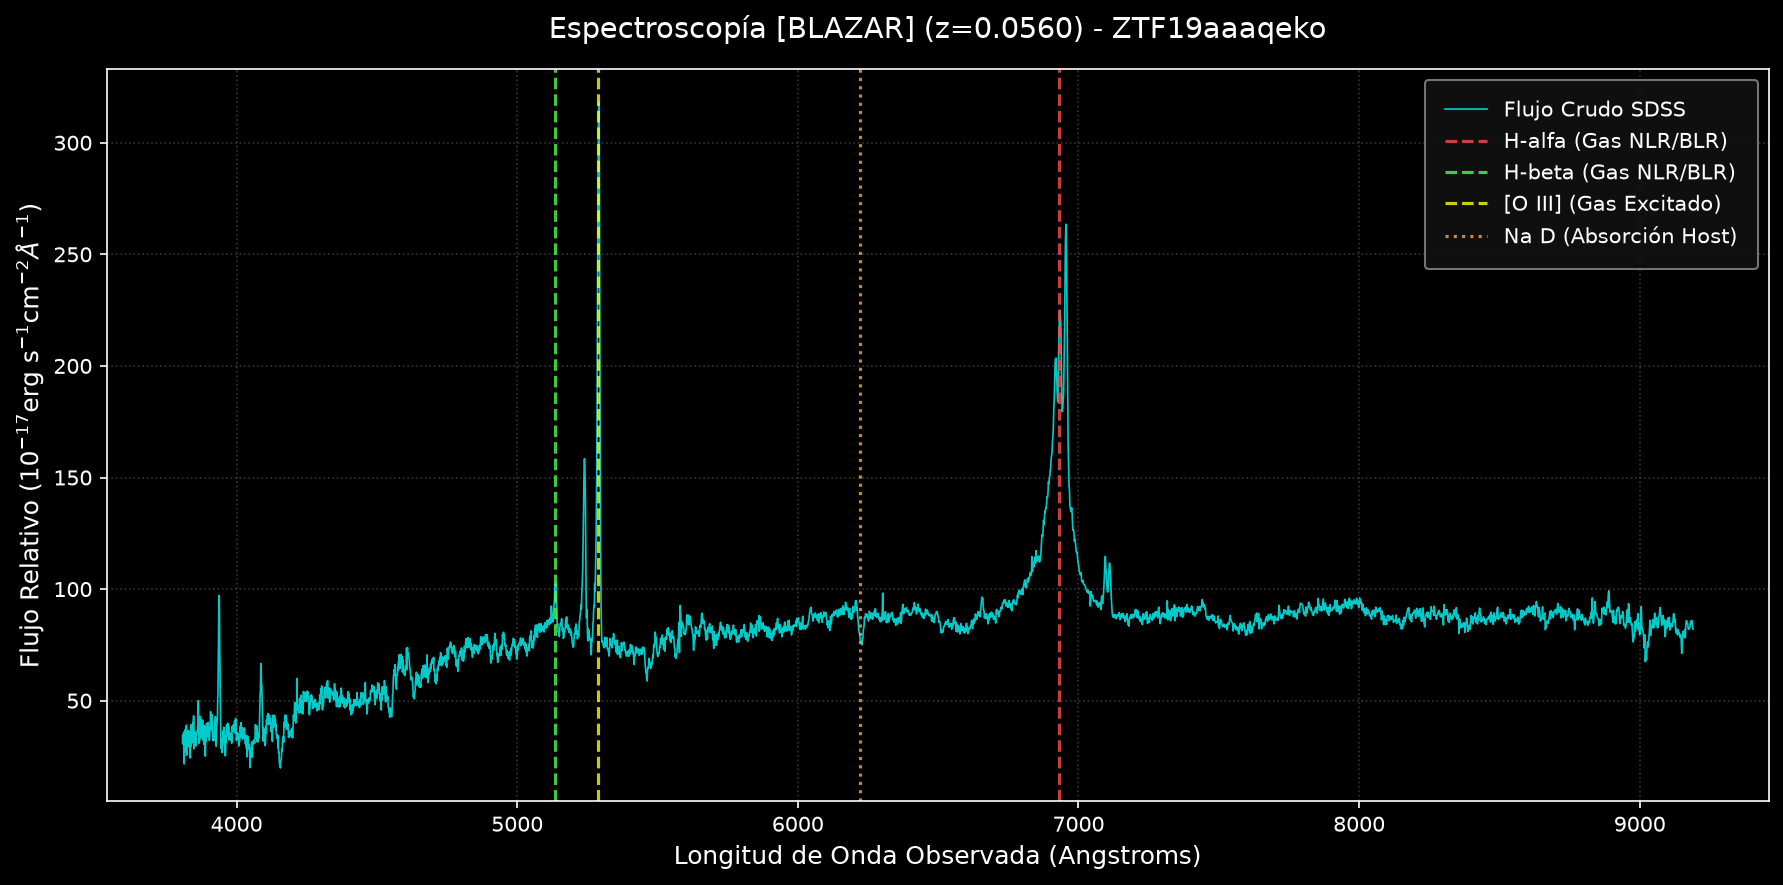 Espectroscopía [BLAZAR] (z=0.0560) - ZTF19aaaqeko
Flujo Crudo SDSS
H-alfa (Gas NLR/BLR)
H-beta (Gas NLR/BLR)
[O III] (Gas Excitado)
Na D (Absorción Host)
Flujo Relativo (10⁻¹⁷erg s⁻¹cm⁻²Å⁻¹)
300
250
200
150
100
50
4000 5000 6000 7000 8000 9000
Longitud de Onda Observada (Angstroms)